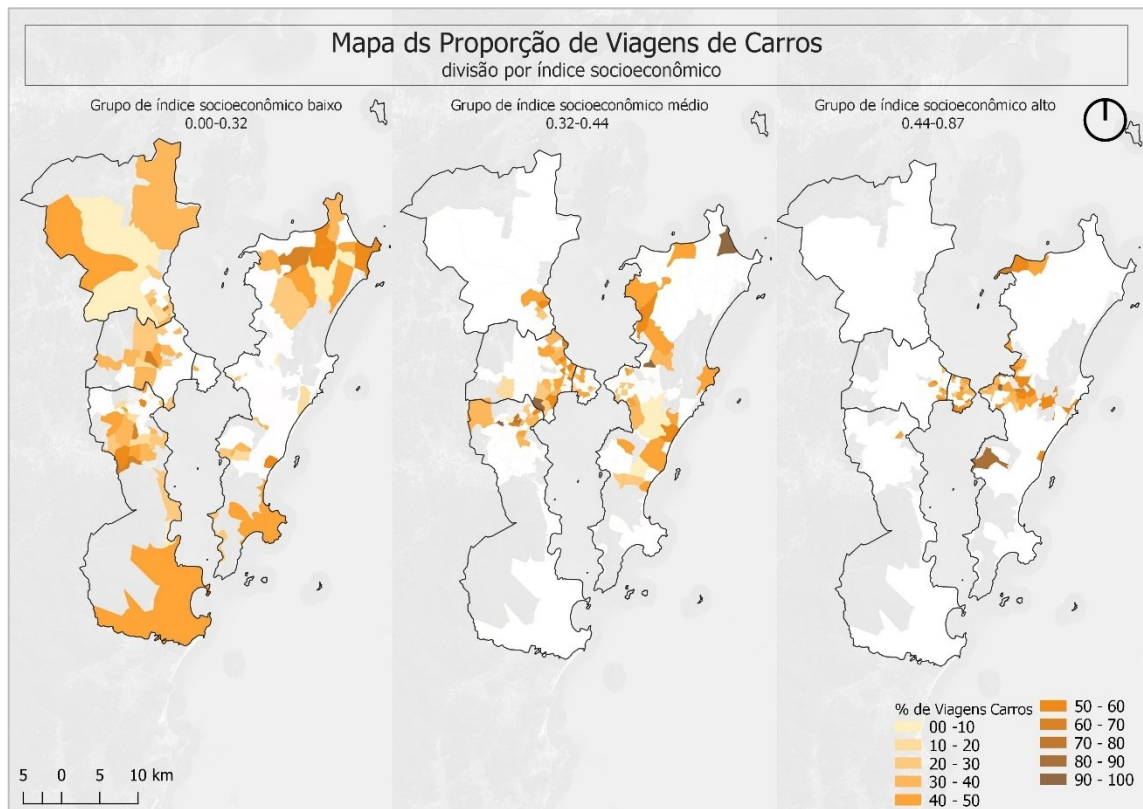 Mapa ds Proporção de Viagens de Carros
divisão por índice socioeconômico
Grupo de índice socioeconômico baixo
0.00-0.32
Grupo de índice socioeconômico médio
0.32-0.44
Grupo de índice socioeconômico alto
0.44-0.87
% de Viagens Carros
00 -10
10 - 20
20 - 30
30 - 40
40 - 50
50 - 60
60 - 70
70 - 80
80 - 90
90 - 100
5 0 5 10 km